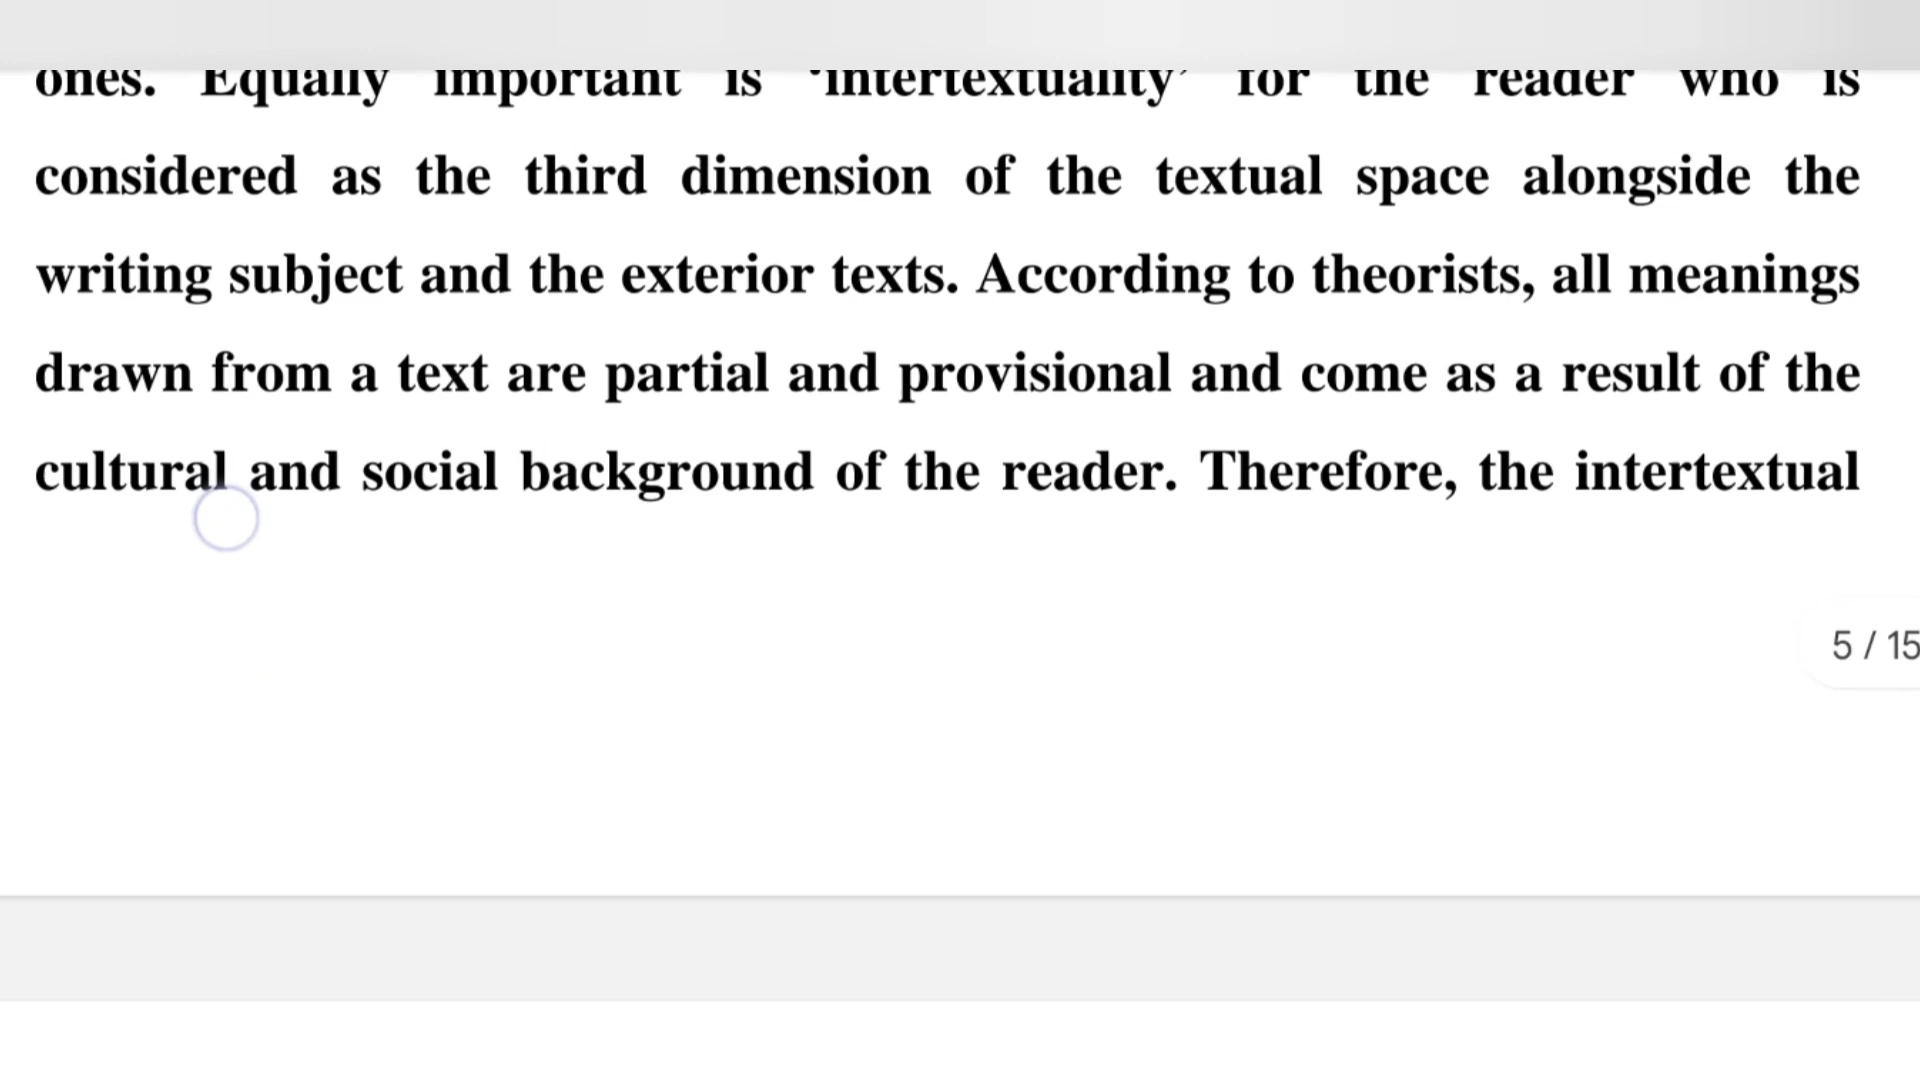 ones. Equally important is ‘intertextuality’ for the reader who is
considered as the third dimension of the textual space alongside the
writing subject and the exterior texts. According to theorists, all meanings
drawn from a text are partial and provisional and come as a result of the
cultural and social background of the reader. Therefore, the intertextual
5 / 15